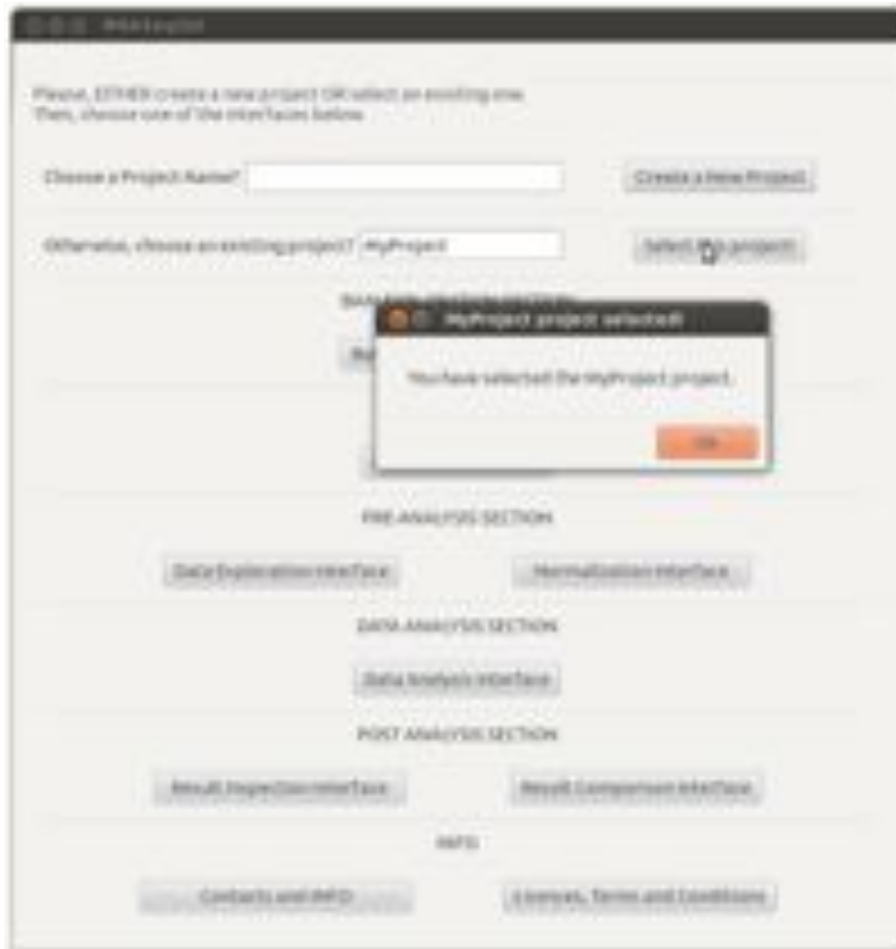 Please, EITHER create a new project OR select an existing one.
Then, choose one of the interfaces below
Choose a Project Name?
Create a New Project
Otherwise, choose an existing project?
MyProject
Select project!
SECTION
MyProject project selected!
You have selected the MyProject project.
OK
PRE-ANALYSIS SECTION
Data Exploration Interface
Normalization Interface
DATA ANALYSIS SECTION
Data Analysis Interface
POST ANALYSIS SECTION
Result Inspection Interface
Result Comparison Interface
INFO
Contacts and INFO
Licenses, Terms and Conditions